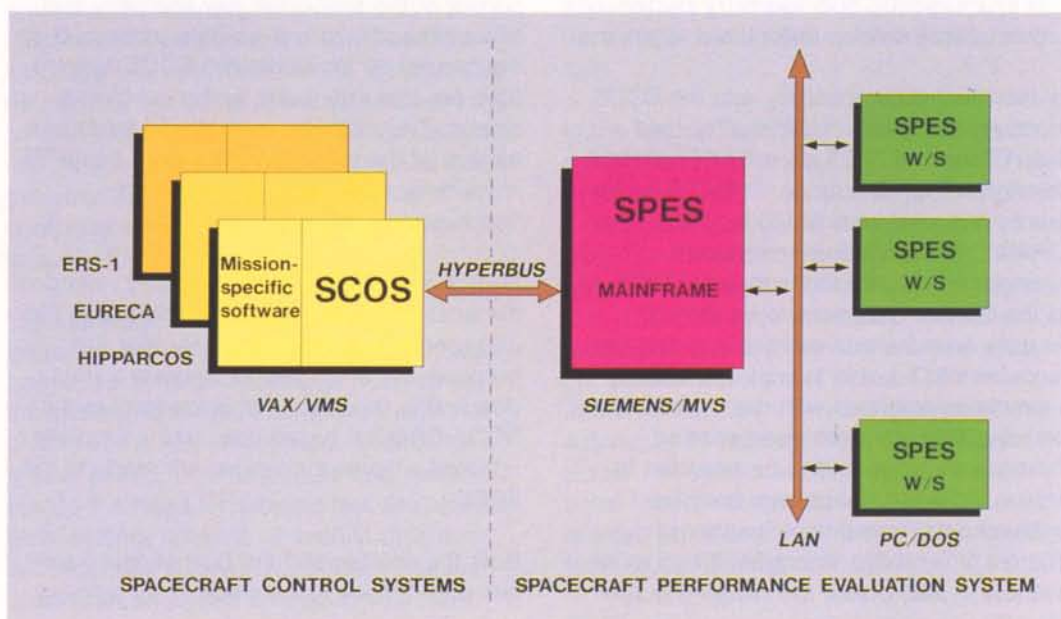 ERS-1
EURECA
HIPPARCOS
Mission-
specific
software
SCOS
VAX/VMS
HYPERBUS
SPES
MAINFRAME
SIEMENS/MVS
SPES
W/S
SPES
W/S
SPES
W/S
LAN
PC/DOS
SPACECRAFT CONTROL SYSTEMS
SPACECRAFT PERFORMANCE EVALUATION SYSTEM